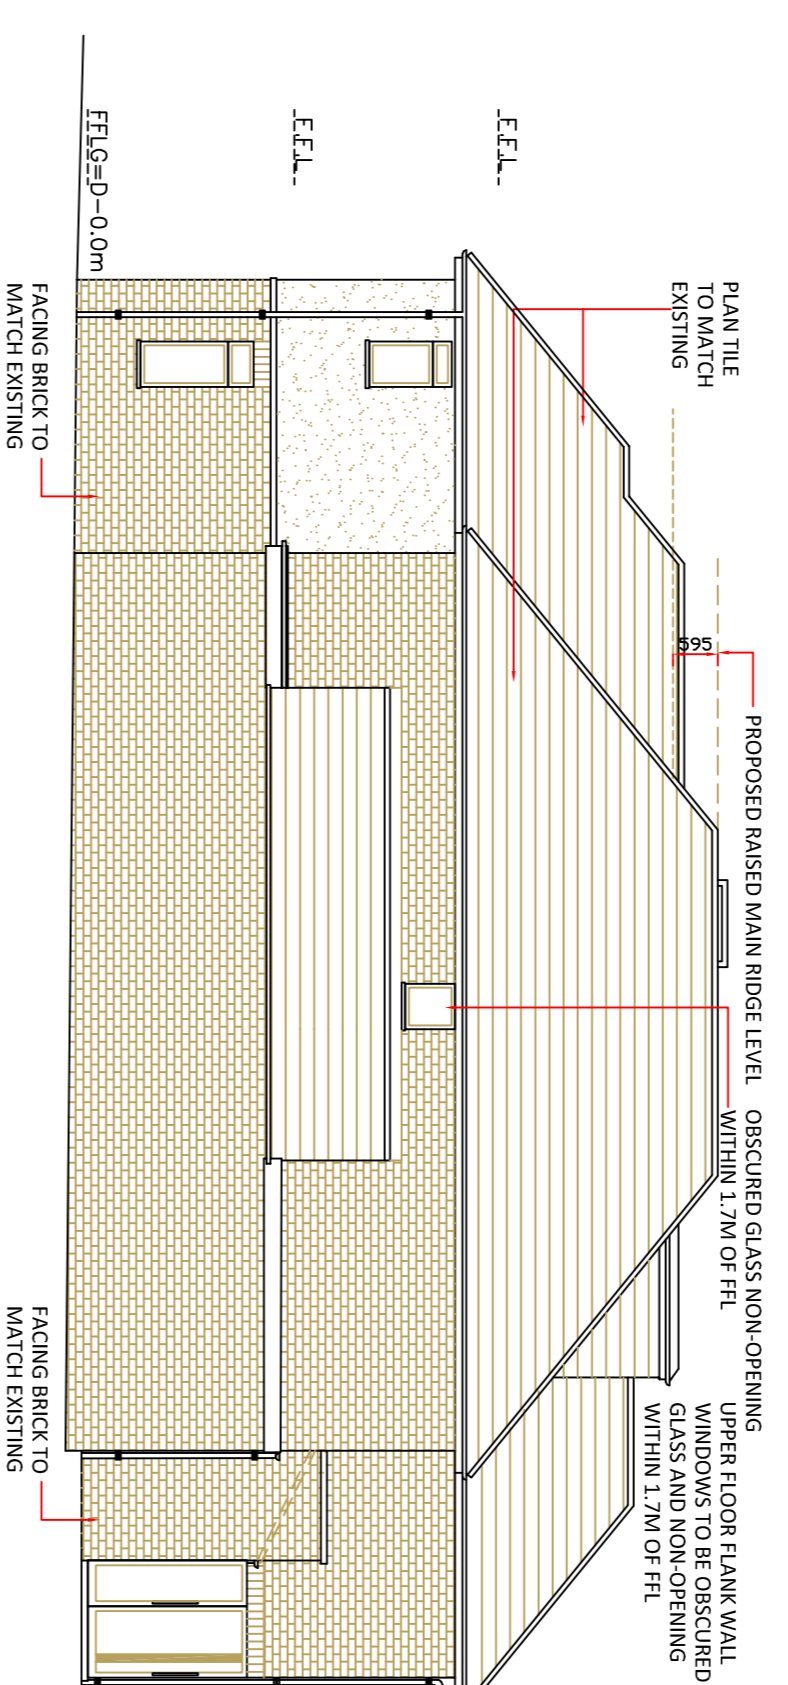 PLAN TILE
TO MATCH
EXISTING
PROPOSED RAISED MAIN RIDGE LEVEL
OBSCURED GLASS NON-OPENING
WITHIN 1.7M OF FFL
UPPER FLOOR FLANK WALL
WINDOWS TO BE OBSCURED
GLASS AND NON-OPENING
WITHIN 1.7M OF FFL
595
F.F.L
F.F.L
FFLG=D-0.0m
FACING BRICK TO
MATCH EXISTING
FACING BRICK TO
MATCH EXISTING